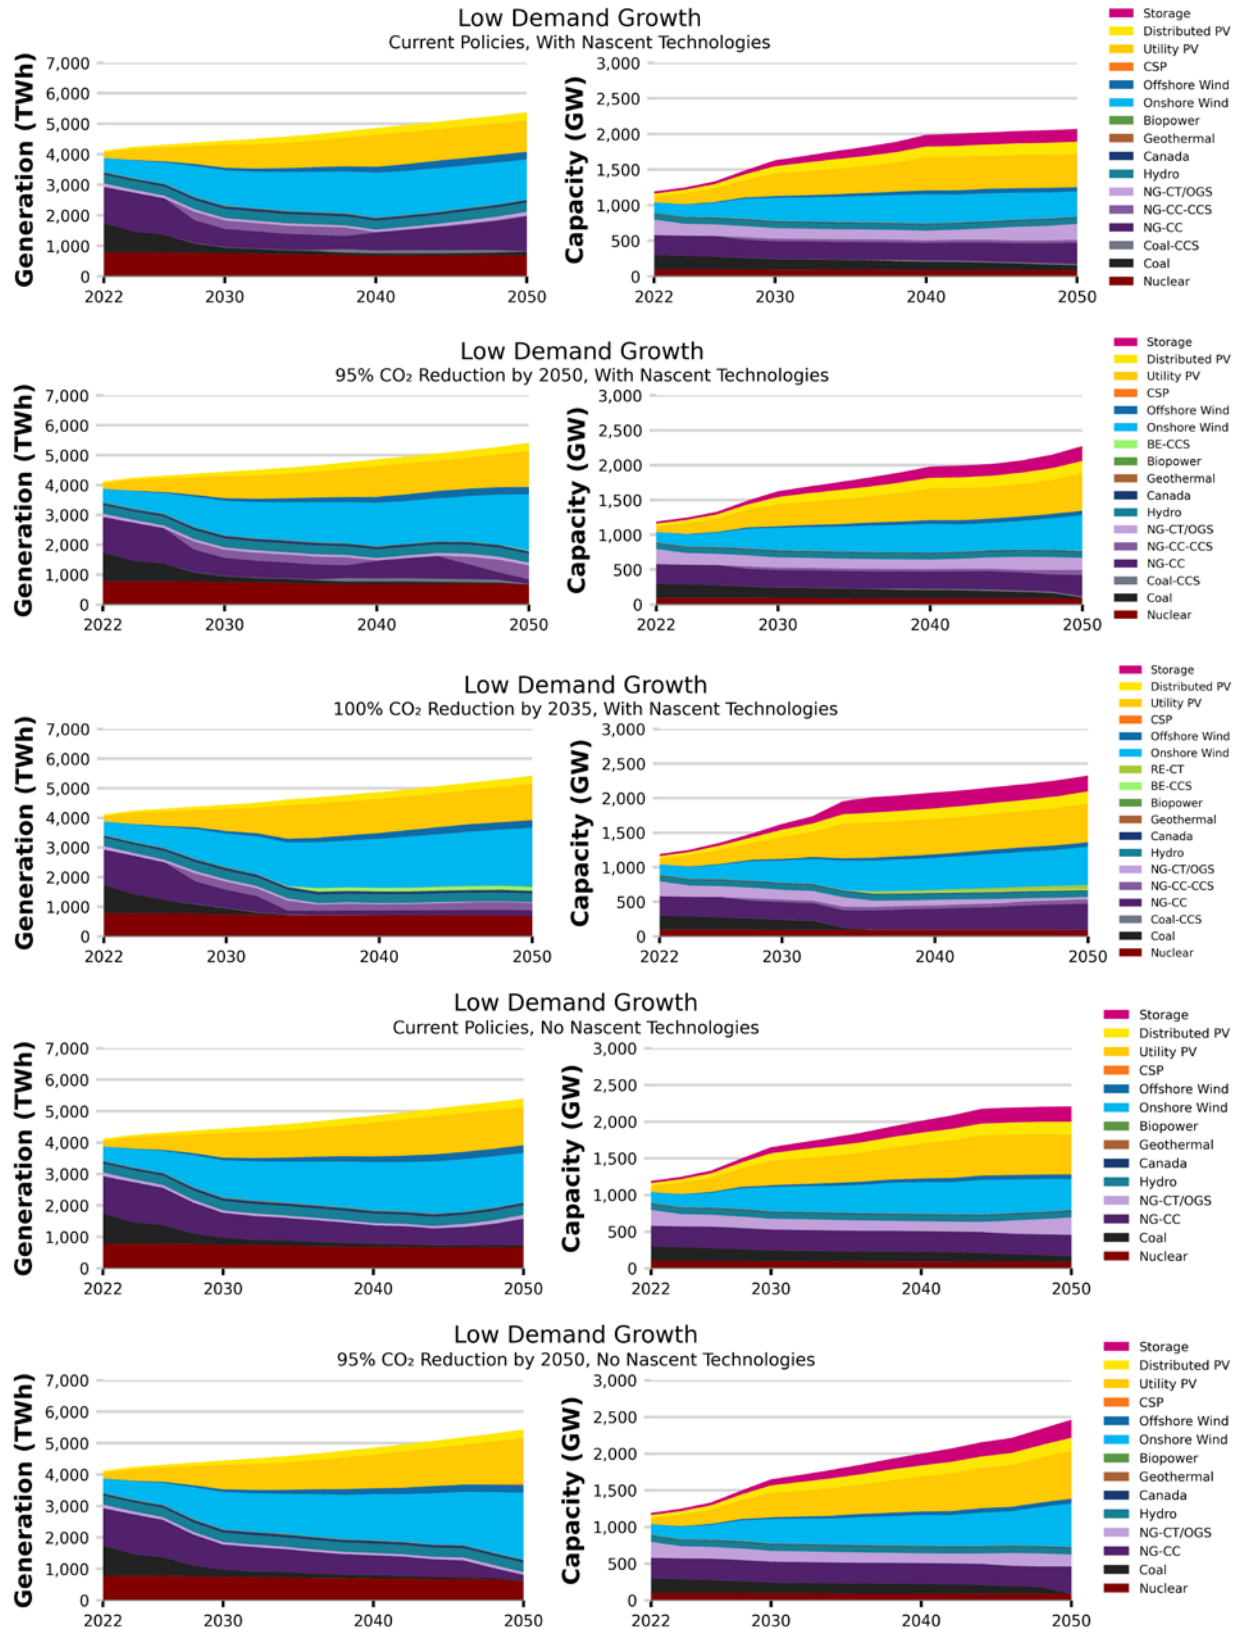 Low Demand Growth
Current Policies, With Nascent Technologies
Generation (TWh)
7,000
6,000
5,000
4,000
3,000
2,000
1,000
0
2022
2030
2040
2050
Capacity (GW)
3,000
2,500
2,000
1,500
1,000
500
0
2022
2030
2040
2050
Storage
Distributed PV
Utility PV
CSP
Offshore Wind
Onshore Wind
Biopower
Geothermal
Canada
Hydro
NG-CT/OGS
NG-CC-CCS
NG-CC
Coal-CCS
Coal
Nuclear
Low Demand Growth
95% CO₂ Reduction by 2050, With Nascent Technologies
Generation (TWh)
7,000
6,000
5,000
4,000
3,000
2,000
1,000
0
2022
2030
2040
2050
Capacity (GW)
3,000
2,500
2,000
1,500
1,000
500
0
2022
2030
2040
2050
Storage
Distributed PV
Utility PV
CSP
Offshore Wind
Onshore Wind
BE-CCS
Biopower
Geothermal
Canada
Hydro
NG-CT/OGS
NG-CC-CCS
NG-CC
Coal-CCS
Coal
Nuclear
Low Demand Growth
100% CO₂ Reduction by 2035, With Nascent Technologies
Generation (TWh)
7,000
6,000
5,000
4,000
3,000
2,000
1,000
0
2022
2030
2040
2050
Capacity (GW)
3,000
2,500
2,000
1,500
1,000
500
0
2022
2030
2040
2050
Storage
Distributed PV
Utility PV
CSP
Offshore Wind
Onshore Wind
RE-CT
BE-CCS
Biopower
Geothermal
Canada
Hydro
NG-CT/OGS
NG-CC-CCS
NG-CC
Coal-CCS
Coal
Nuclear
Low Demand Growth
Current Policies, No Nascent Technologies
Generation (TWh)
7,000
6,000
5,000
4,000
3,000
2,000
1,000
0
2022
2030
2040
2050
Capacity (GW)
3,000
2,500
2,000
1,500
1,000
500
0
2022
2030
2040
2050
Storage
Distributed PV
Utility PV
CSP
Offshore Wind
Onshore Wind
Biopower
Geothermal
Canada
Hydro
NG-CT/OGS
NG-CC
Coal
Nuclear
Low Demand Growth
95% CO₂ Reduction by 2050, No Nascent Technologies
Generation (TWh)
7,000
6,000
5,000
4,000
3,000
2,000
1,000
0
2022
2030
2040
2050
Capacity (GW)
3,000
2,500
2,000
1,500
1,000
500
0
2022
2030
2040
2050
Storage
Distributed PV
Utility PV
CSP
Offshore Wind
Onshore Wind
Biopower
Geothermal
Canada
Hydro
NG-CT/OGS
NG-CC
Coal
Nuclear